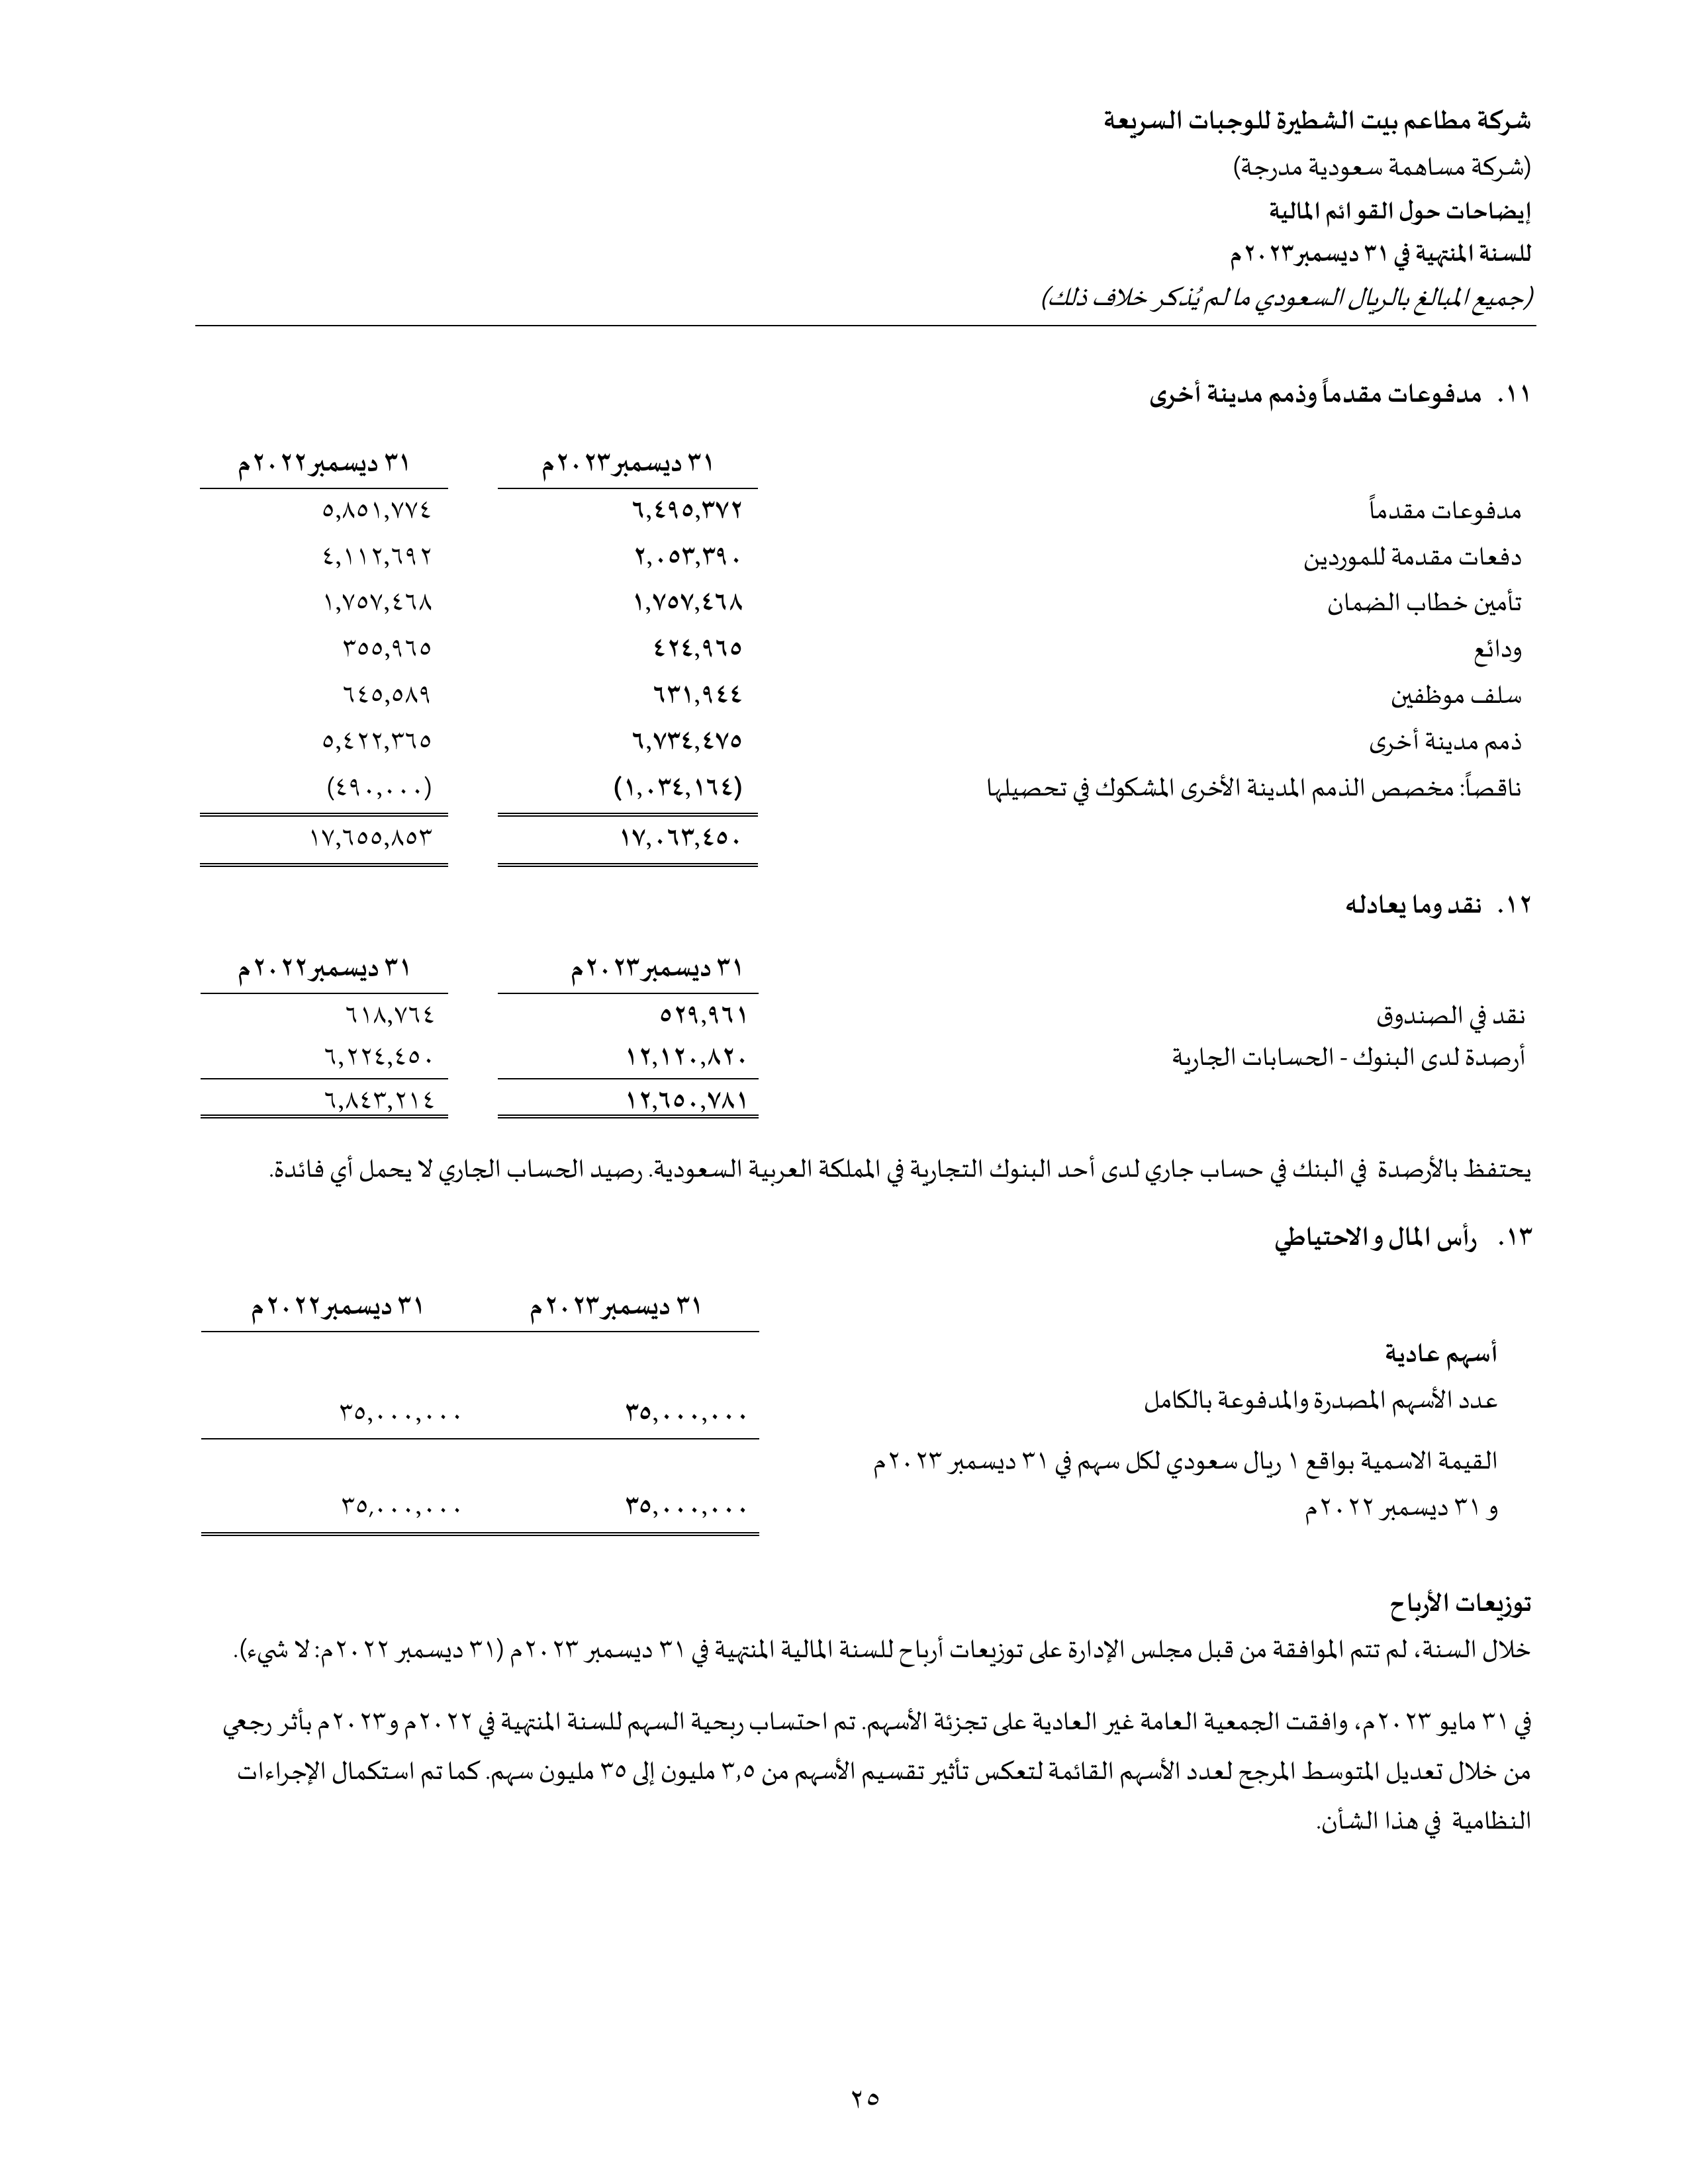 شركة مطاعم بيت الشطيرة للوجبات السريعة
(شركة مساهمة سعودية مدرجة)
إيضاحات حول القوائم المالية
للسنة المنتهية في ٣١ ديسمبر ٢٠٢٣م
(جميع المبالغ بالريال السعودي ما لم يُذكر خلاف ذلك)
١١. مدفوعات مقدماً وذمم مدينة أخرى
٣١ ديسمبر ٢٠٢٣م ٣١ ديسمبر ٢٠٢٢م
مدفوعات مقدماً ٦,٤٩٥,٣٧٢ ٥,٨٥١,٧٧٤
دفعات مقدمة للموردين ٢,٠٥٣,٣٩٠ ٤,١١٢,٦٩٢
تأمين خطاب الضمان ١,٧٥٧,٤٦٨ ١,٧٥٧,٤٦٨
ودائع ٤٢٤,٩٦٥ ٣٥٥,٩٦٥
سلف موظفين ٦٣١,٩٤٤ ٦٤٥,٥٨٩
ذمم مدينة أخرى ٦,٧٣٤,٤٧٥ ٥,٤٢٢,٣٦٥
ناقصاً: مخصص الذمم المدينة الأخرى المشكوك في تحصيلها (١,٠٣٤,١٦٤) (٤٩٠,٠٠٠)
١٧,٠٦٣,٤٥٠ ١٧,٦٥٥,٨٥٣
١٢. نقد وما يعادله
٣١ ديسمبر ٢٠٢٣م ٣١ ديسمبر ٢٠٢٢م
نقد في الصندوق ٥٢٩,٩٦١ ٦١٨,٧٦٤
أرصدة لدى البنوك - الحسابات الجارية ١٢,١٢٠,٨٢٠ ٦,٢٢٤,٤٥٠
١٢,٦٥٠,٧٨١ ٦,٨٤٣,٢١٤
يحتفظ بالأرصدة في البنك في حساب جاري لدى أحد البنوك التجارية في المملكة العربية السعودية. رصيد الحساب الجاري لا يحمل أي فائدة.
١٣. رأس المال والاحتياطي
٣١ ديسمبر ٢٠٢٣م ٣١ ديسمبر ٢٠٢٢م
أسهم عادية
عدد الأسهم المصدرة والمدفوعة بالكامل ٣٥,٠٠٠,٠٠٠ ٣٥,٠٠٠,٠٠٠
القيمة الاسمية بواقع ١ ريال سعودي لكل سهم في ٣١ ديسمبر ٢٠٢٣م
و ٣١ ديسمبر ٢٠٢٢م ٣٥,٠٠٠,٠٠٠ ٣٥,٠٠٠,٠٠٠
توزيعات الأرباح
خلال السنة، لم تتم الموافقة من قبل مجلس الإدارة على توزيعات أرباح للسنة المالية المنتهية في ٣١ ديسمبر ٢٠٢٣م (٣١ ديسمبر ٢٠٢٢م: لا شيء).
في ٣١ مايو ٢٠٢٣م، وافقت الجمعية العامة غير العادية على تجزئة الأسهم. تم احتساب ربحية السهم للسنة المنتهية في ٢٠٢٢م و٢٠٢٣م بأثر رجعي
من خلال تعديل المتوسط المرجح لعدد الأسهم القائمة لتعكس تأثير تقسيم الأسهم من ٣,٥ مليون إلى ٣٥ مليون سهم. كما تم استكمال الإجراءات
النظامية في هذا الشأن.
٢٥